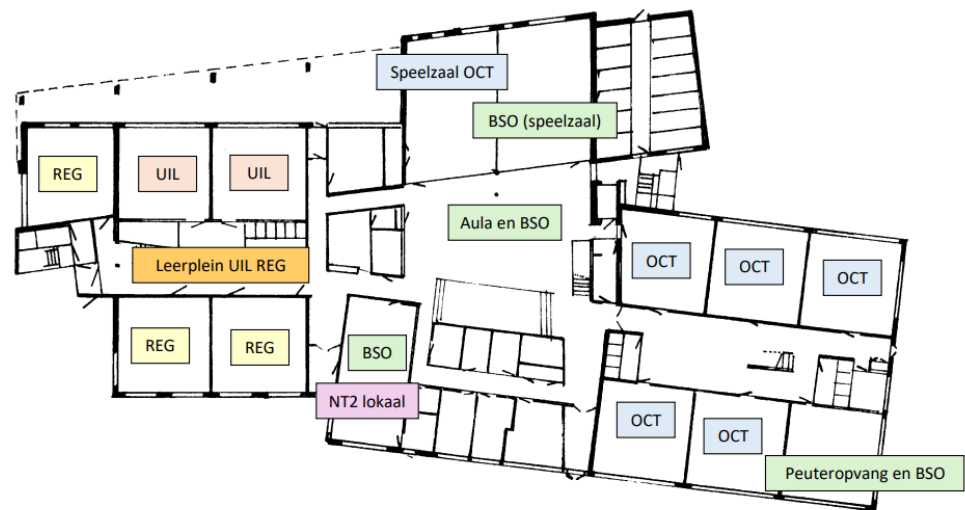 Speelzaal OCT
BSO (speelzaal)
REG
UIL
UIL
Aula en BSO
Leerplein UIL REG
OCT
OCT
OCT
REG
REG
BSO
NT2 lokaal
OCT
OCT
Peuteropvang en BSO